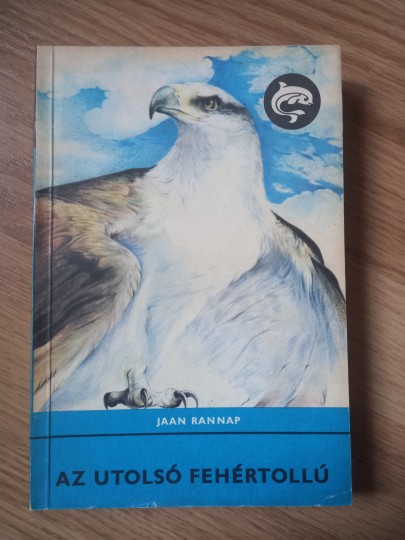 JAAN RANNAP
AZ UTOLSÓ FEHÉRTOLLÚ